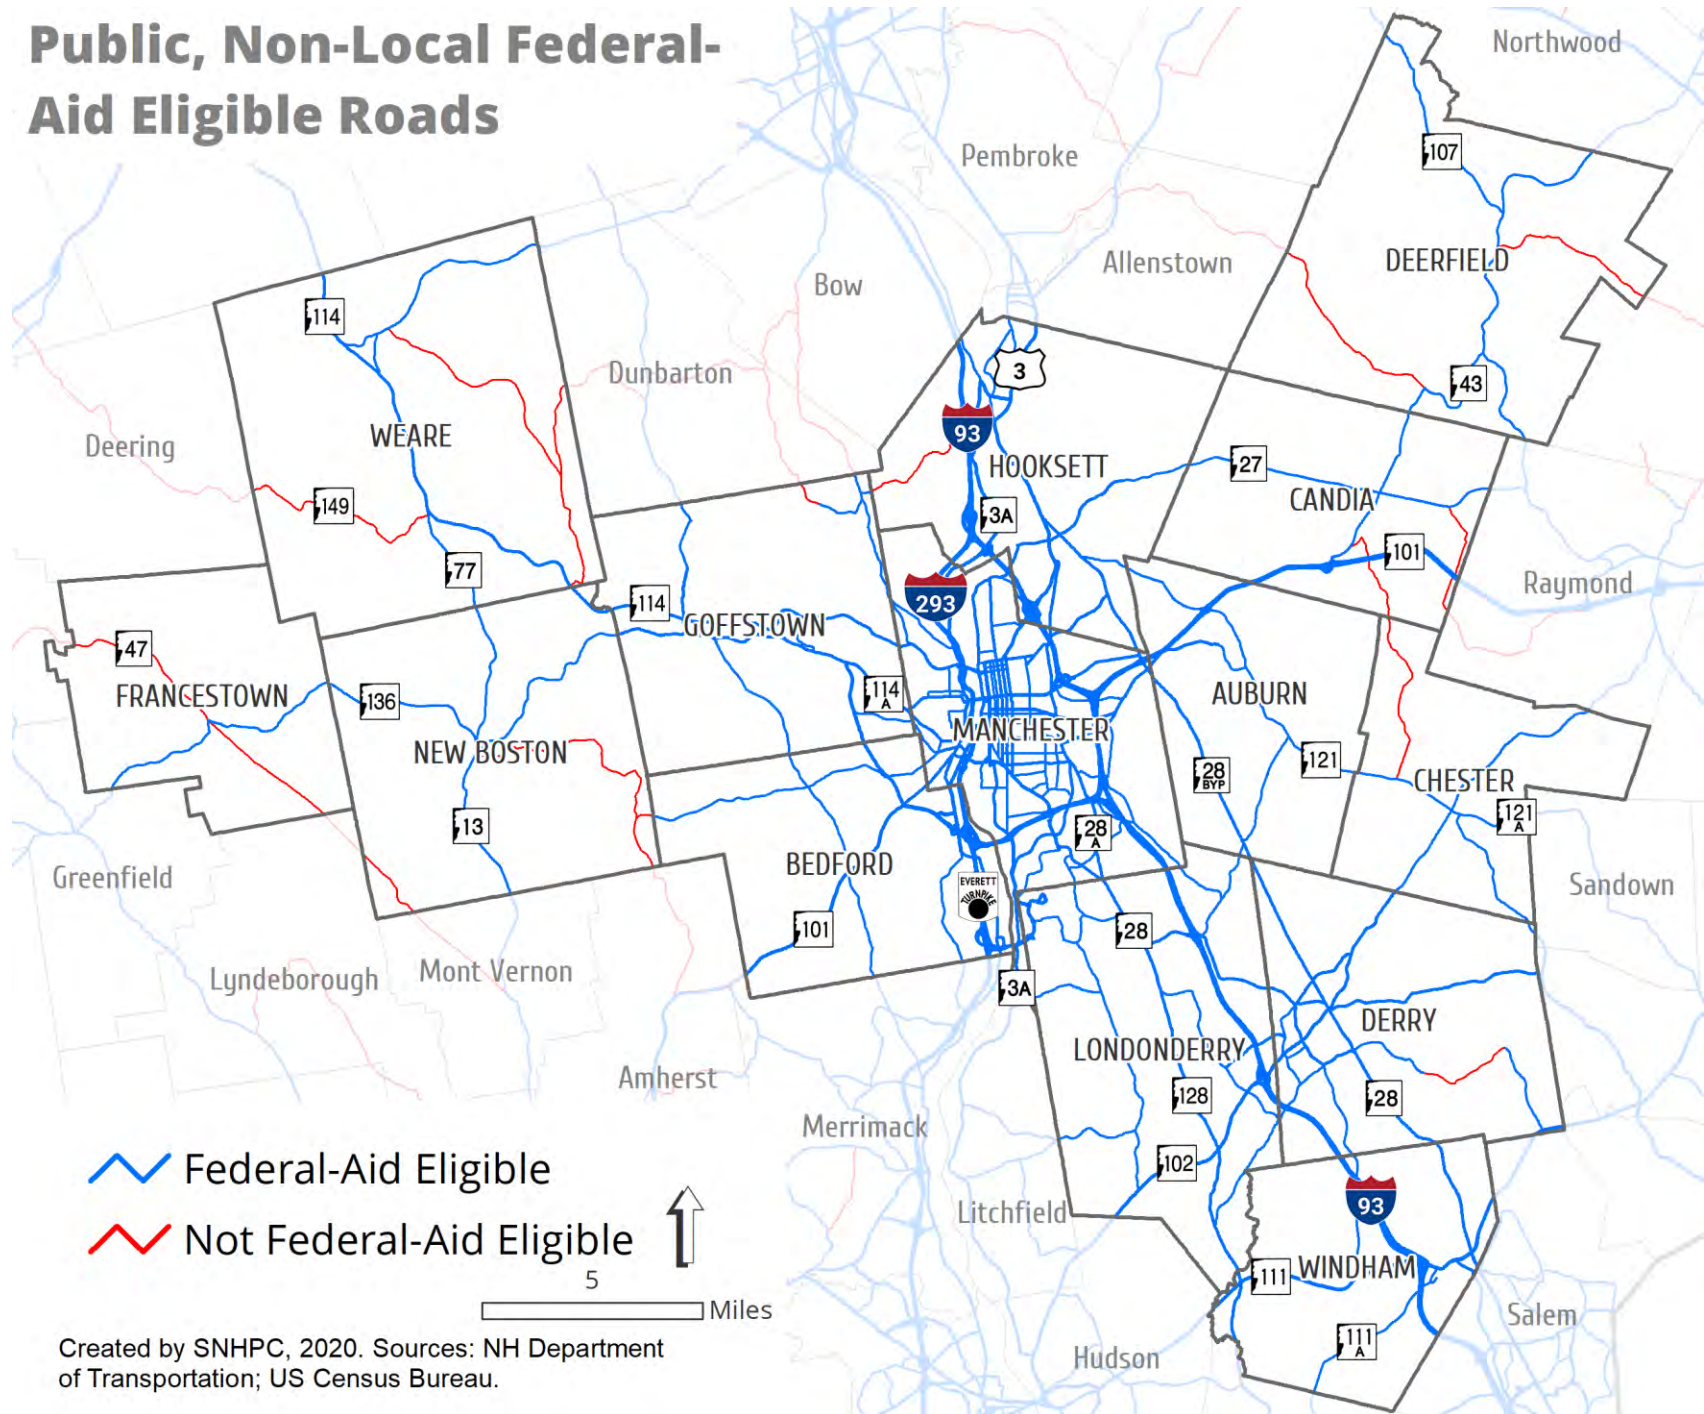 Public, Non-Local Federal-
Aid Eligible Roads
Northwood
Pembroke
107
Allenstown
DEERFIELD
Bow
114
3
Dunbarton
43
93
WEARE
Deering
HOOKSETT
27
CANDIA
149
3A
101
77
Raymond
293
114
GOFFSTOWN
47
FRANCESTOWN
136
114
A
AUBURN
MANCHESTER
NEW BOSTON
121
28
BYP
CHESTER
121
A
13
28
A
BEDFORD
Greenfield
Sandown
EVERETT
TURNPIKE
101
28
Lyndeborough
Mont Vernon
3A
DERRY
LONDONDERRY
Amherst
128
28
Merrimack
102
Federal-Aid Eligible
93
Litchfield
Not Federal-Aid Eligible
WINDHAM
111
5
Miles
Salem
111
A
Hudson
Created by SNHPC, 2020. Sources: NH Department
of Transportation; US Census Bureau.